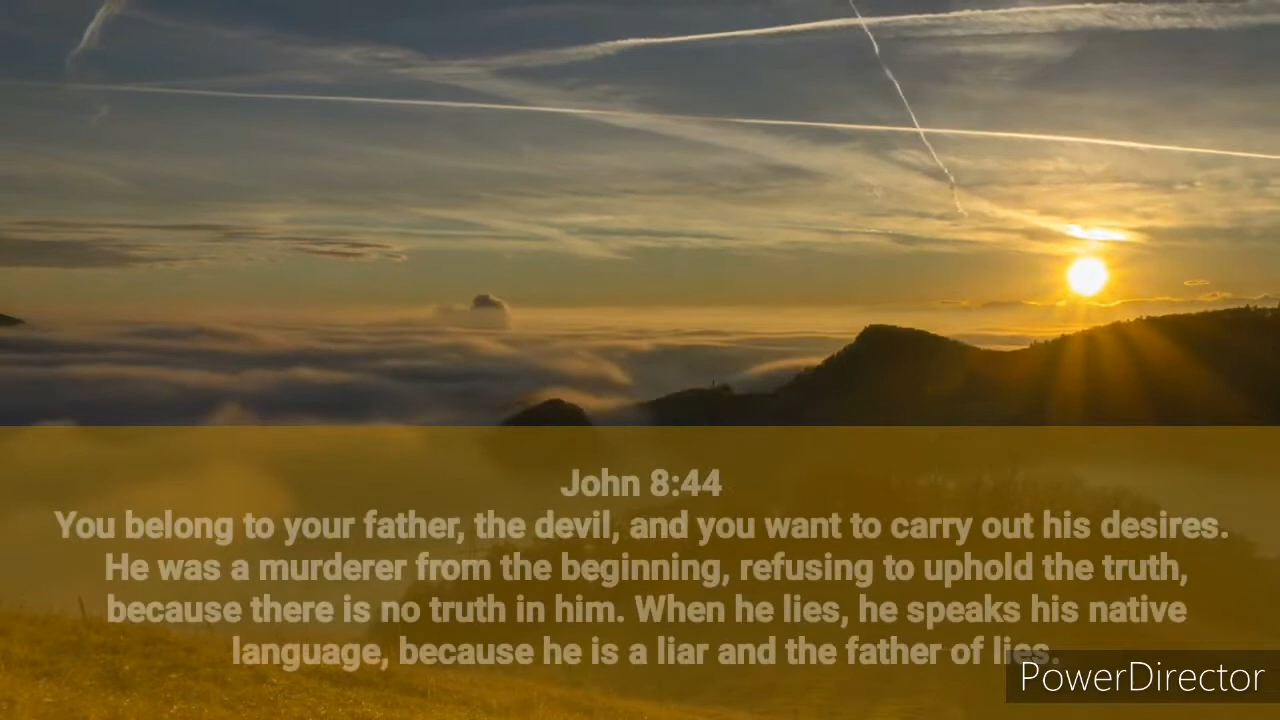 John 8:44
You belong to your father, the devil, and you want to carry out his desires.
He was a murderer from the beginning, refusing to uphold the truth,
because there is no truth in him. When he lies, he speaks his native
language, because he is a liar and the father of lies.
PowerDirector